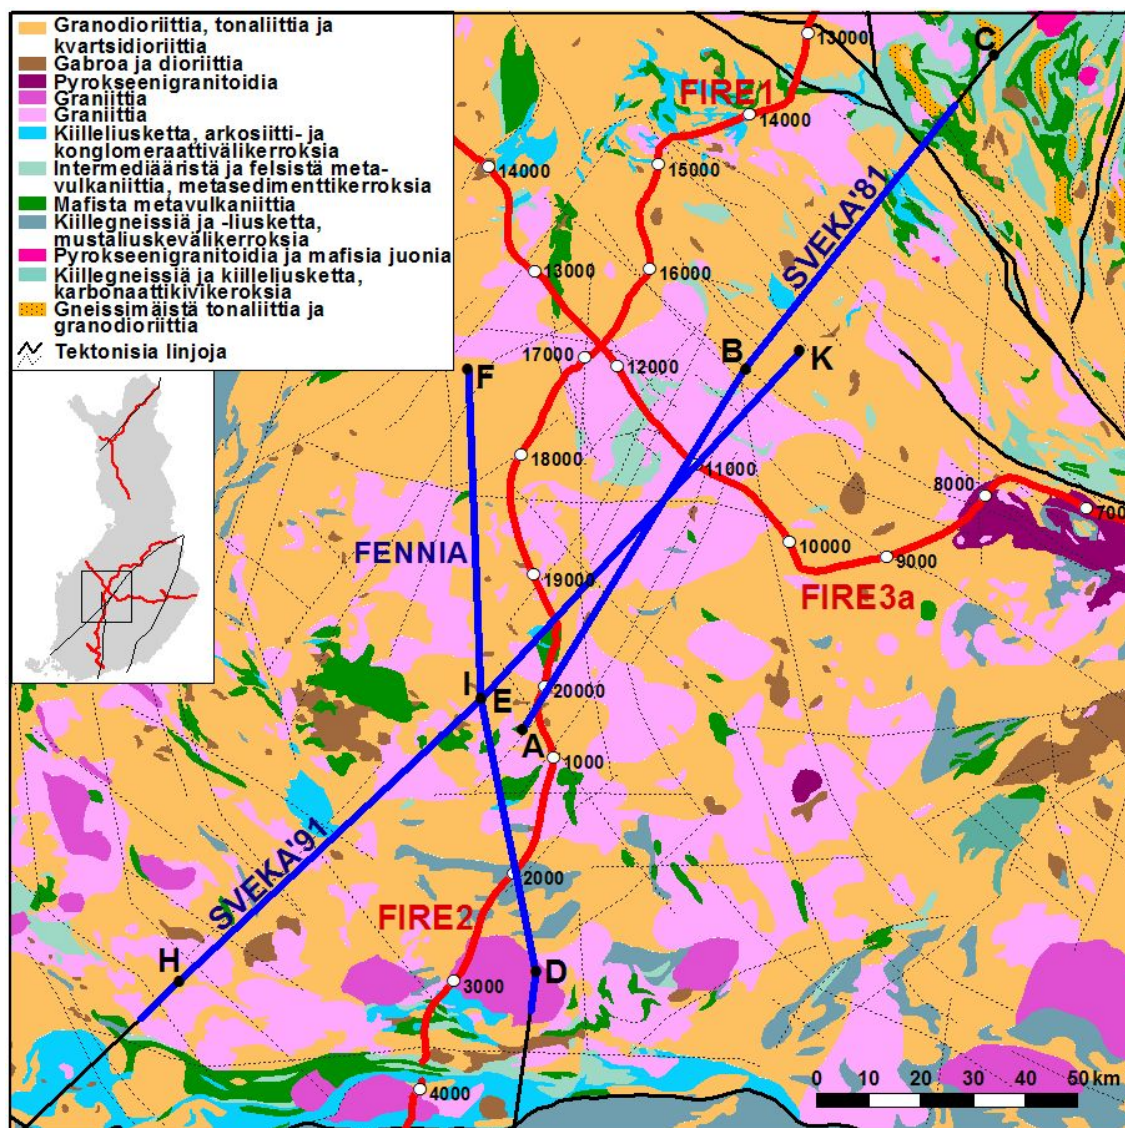 Granodioriittia, tonaliittia ja
kvartsidioriittia
Gabroa ja dioriittia
Pyrokseenigranitoidia
Graniittia
Graniittia
Kiilleliusketta, arkosiitti- ja
konglomeraattivälikerroksia
Intermediääristä ja felsistä meta-
vulkaniittia, metasedimenttikerroksia
Mafista metavulkaniittia
Kiillegneissiä ja -liusketta,
mustaliuskevälikerroksia
Pyrokseenigranitoidia ja mafisia juonia
Kiillegneissiä ja kiilleliusketta,
karbonaattikivikeroksia
Gneissimäistä tonaliittia ja
granodioriittia
Tektonisia linjoja
13000
C
FIRE1
14000
14000
15000
SVEKA'81
13000
16000
17000
12000
B
K
F
18000
11000
8000
700
FENNIA
10000
9000
19000
FIRE3a
I
E
20000
A
1000
SVEKA'91
2000
FIRE2
H
D
3000
4000
0 10 20 30 40 50 km